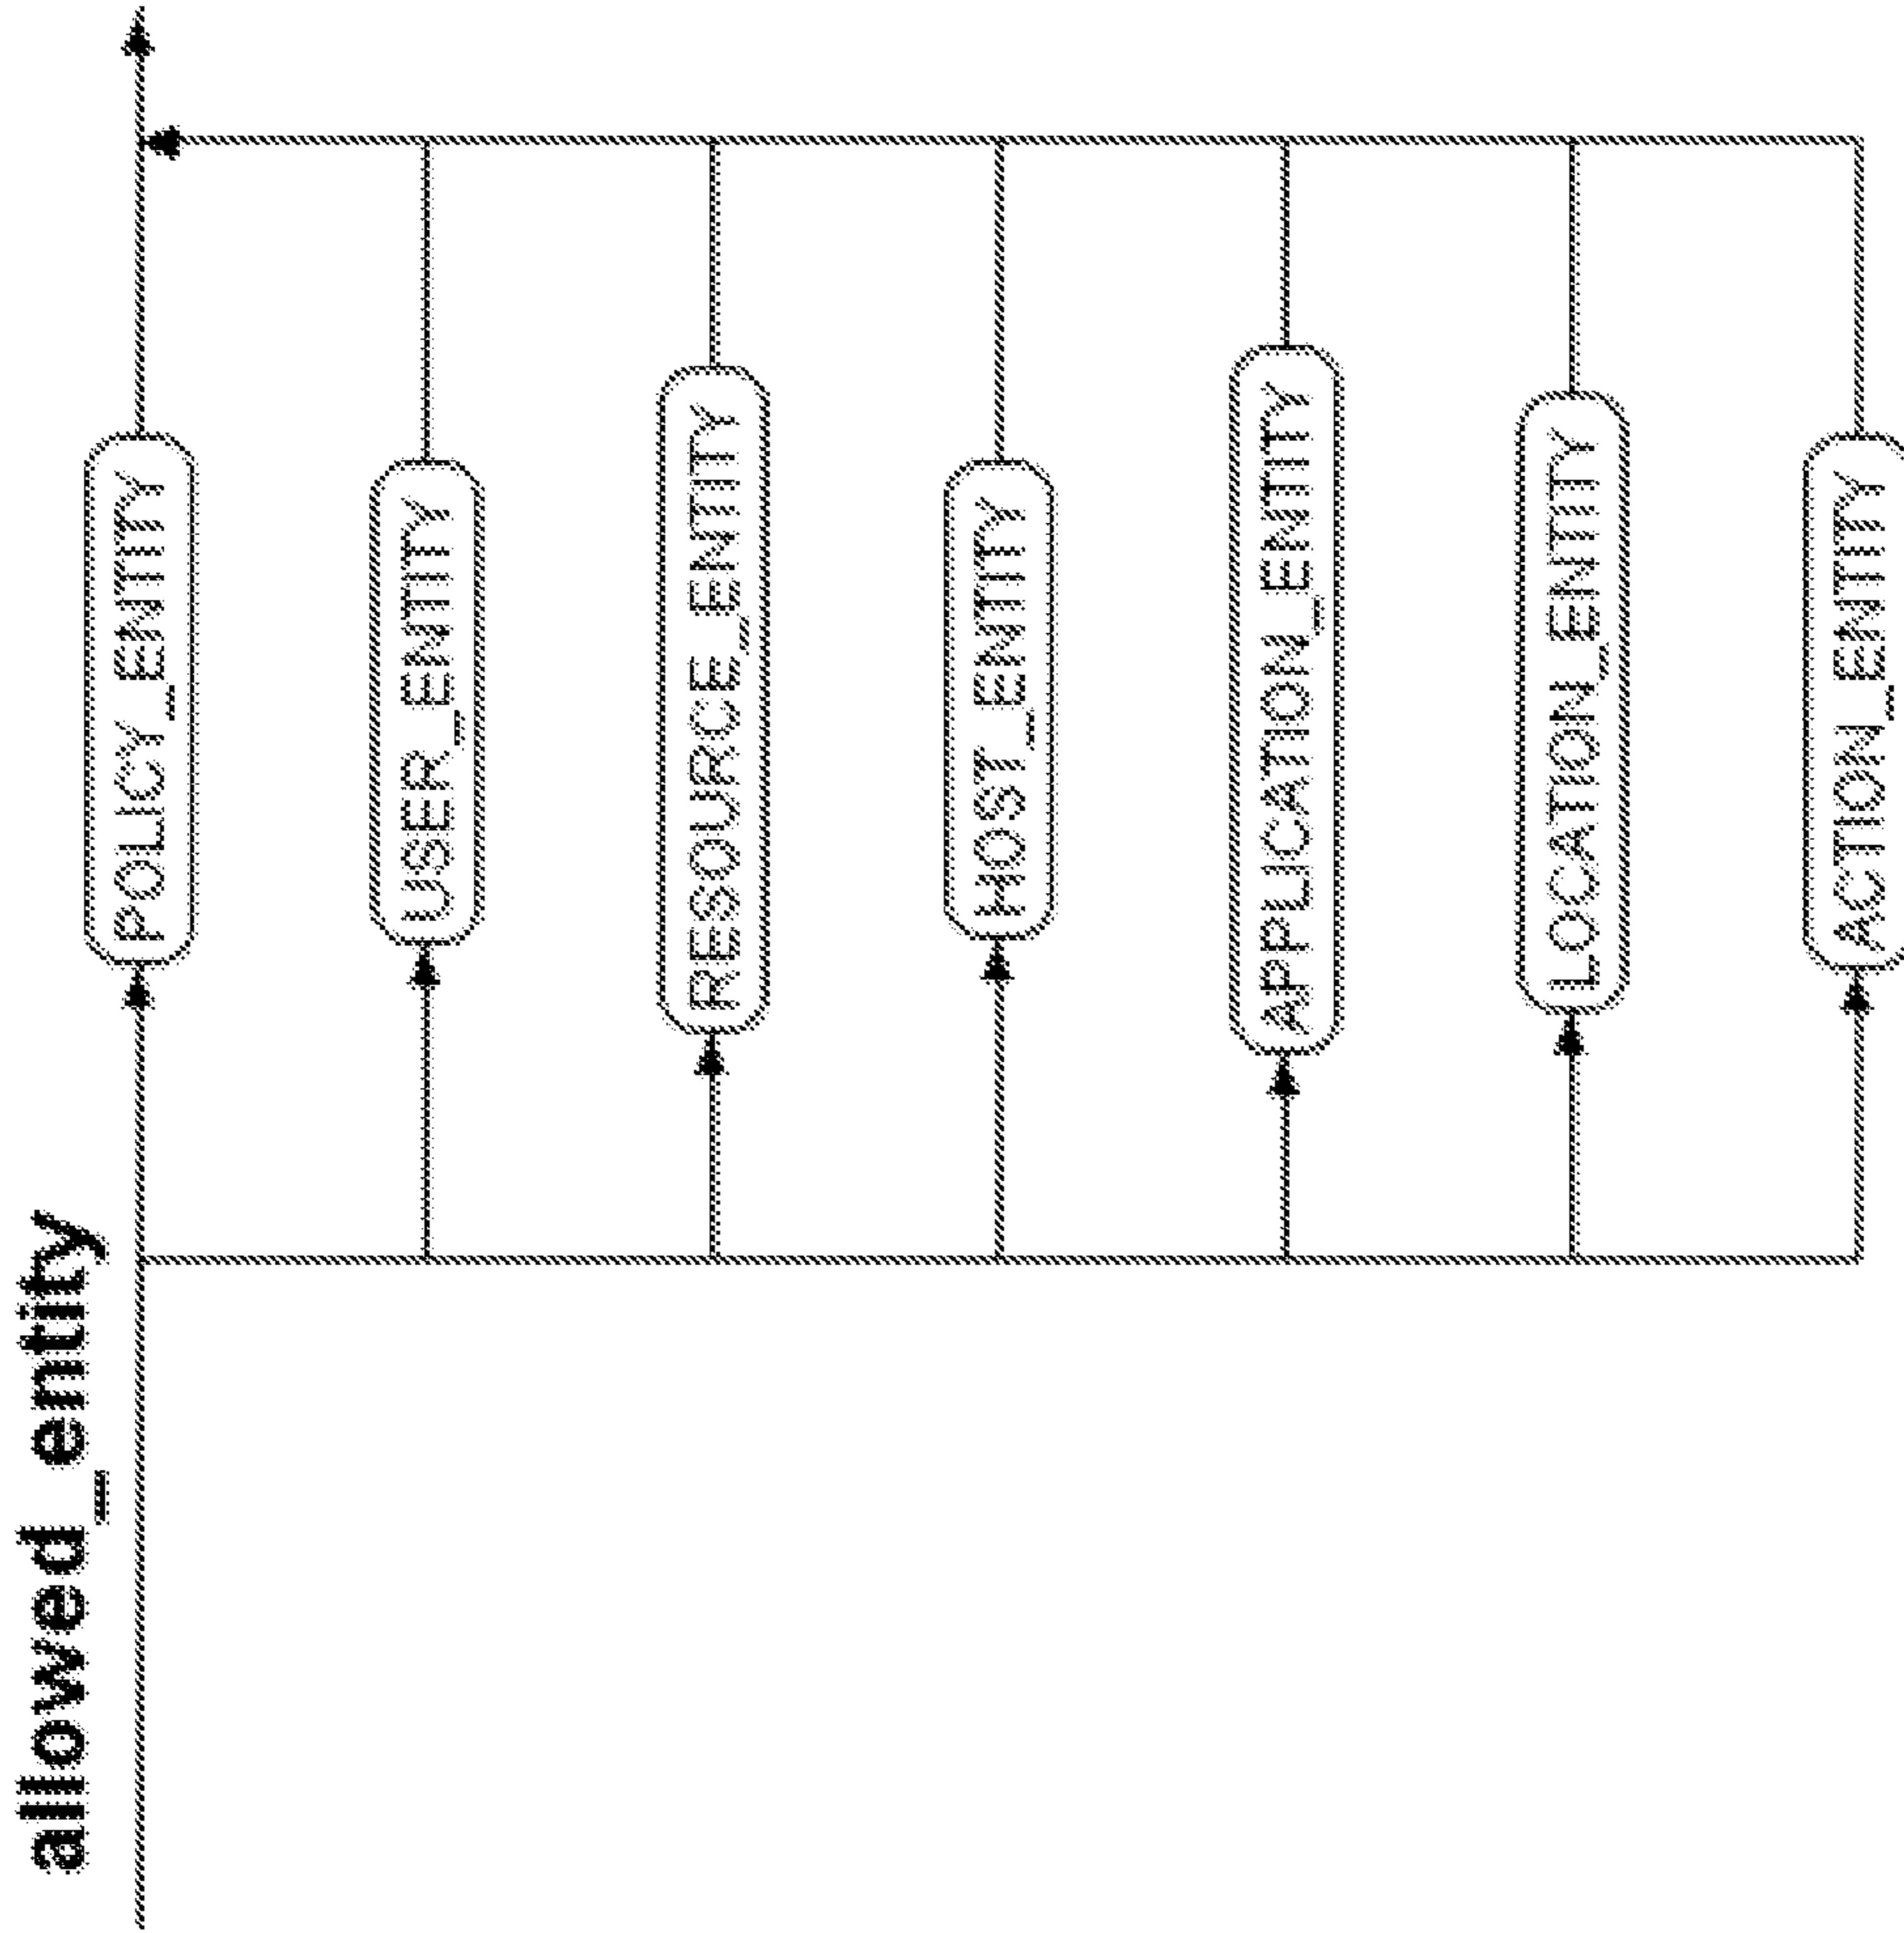 allowed_entity
POLICY_ENTITY
USER_ENTITY
RESOURCE_ENTITY
HOST_ENTITY
APPLICATION_ENTITY
LOCATION_ENTITY
ACTION_ENTITY